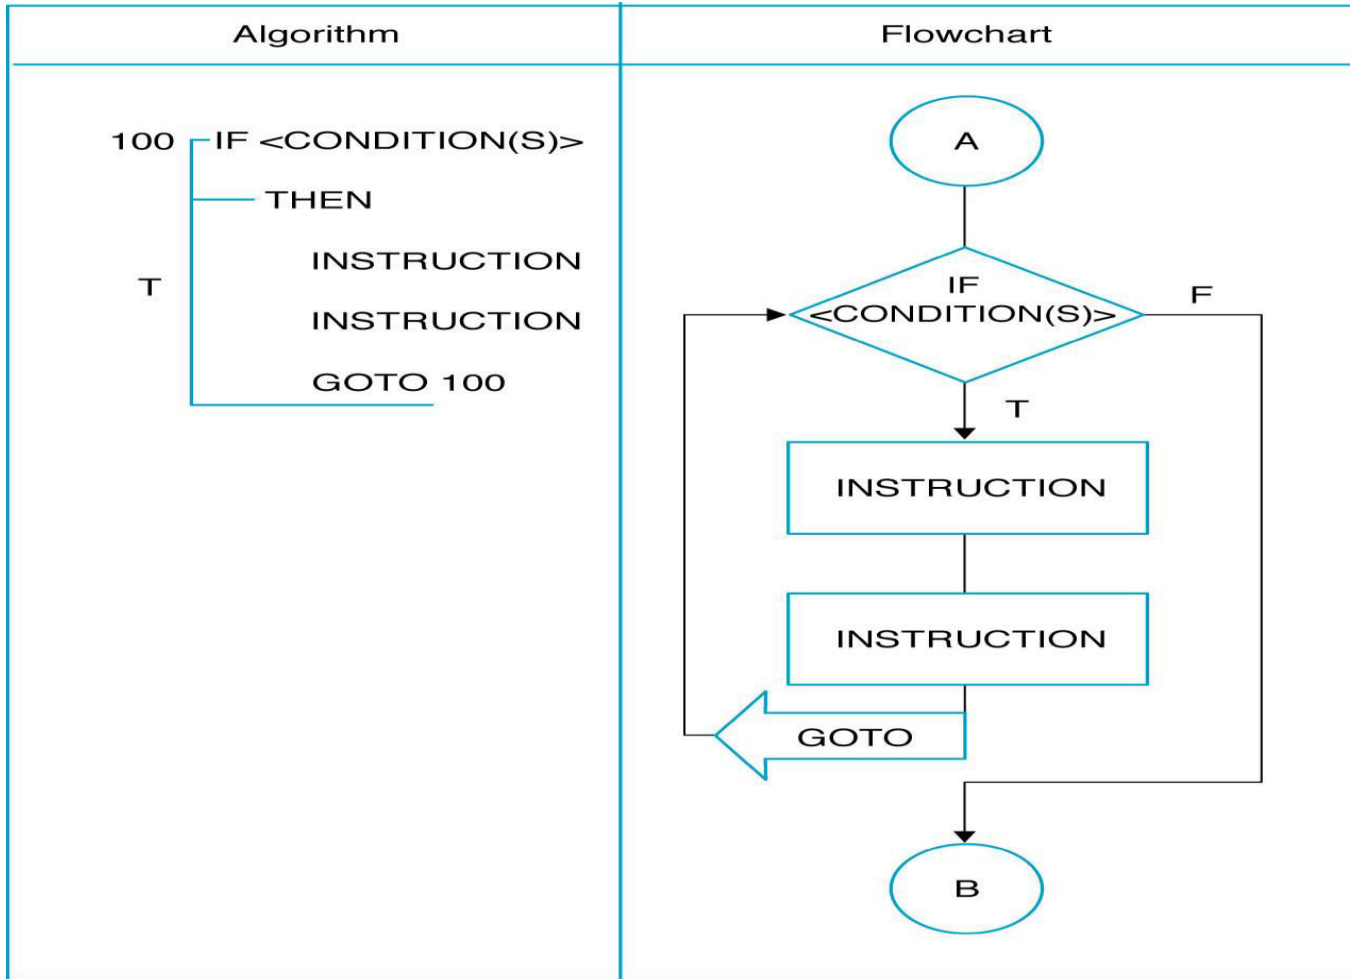 Algorithm
Flowchart
100 IF <CONDITION(S)>
THEN
INSTRUCTION
T
INSTRUCTION
GOTO 100
A
IF
<CONDITION(S)>
F
T
INSTRUCTION
INSTRUCTION
GOTO
B